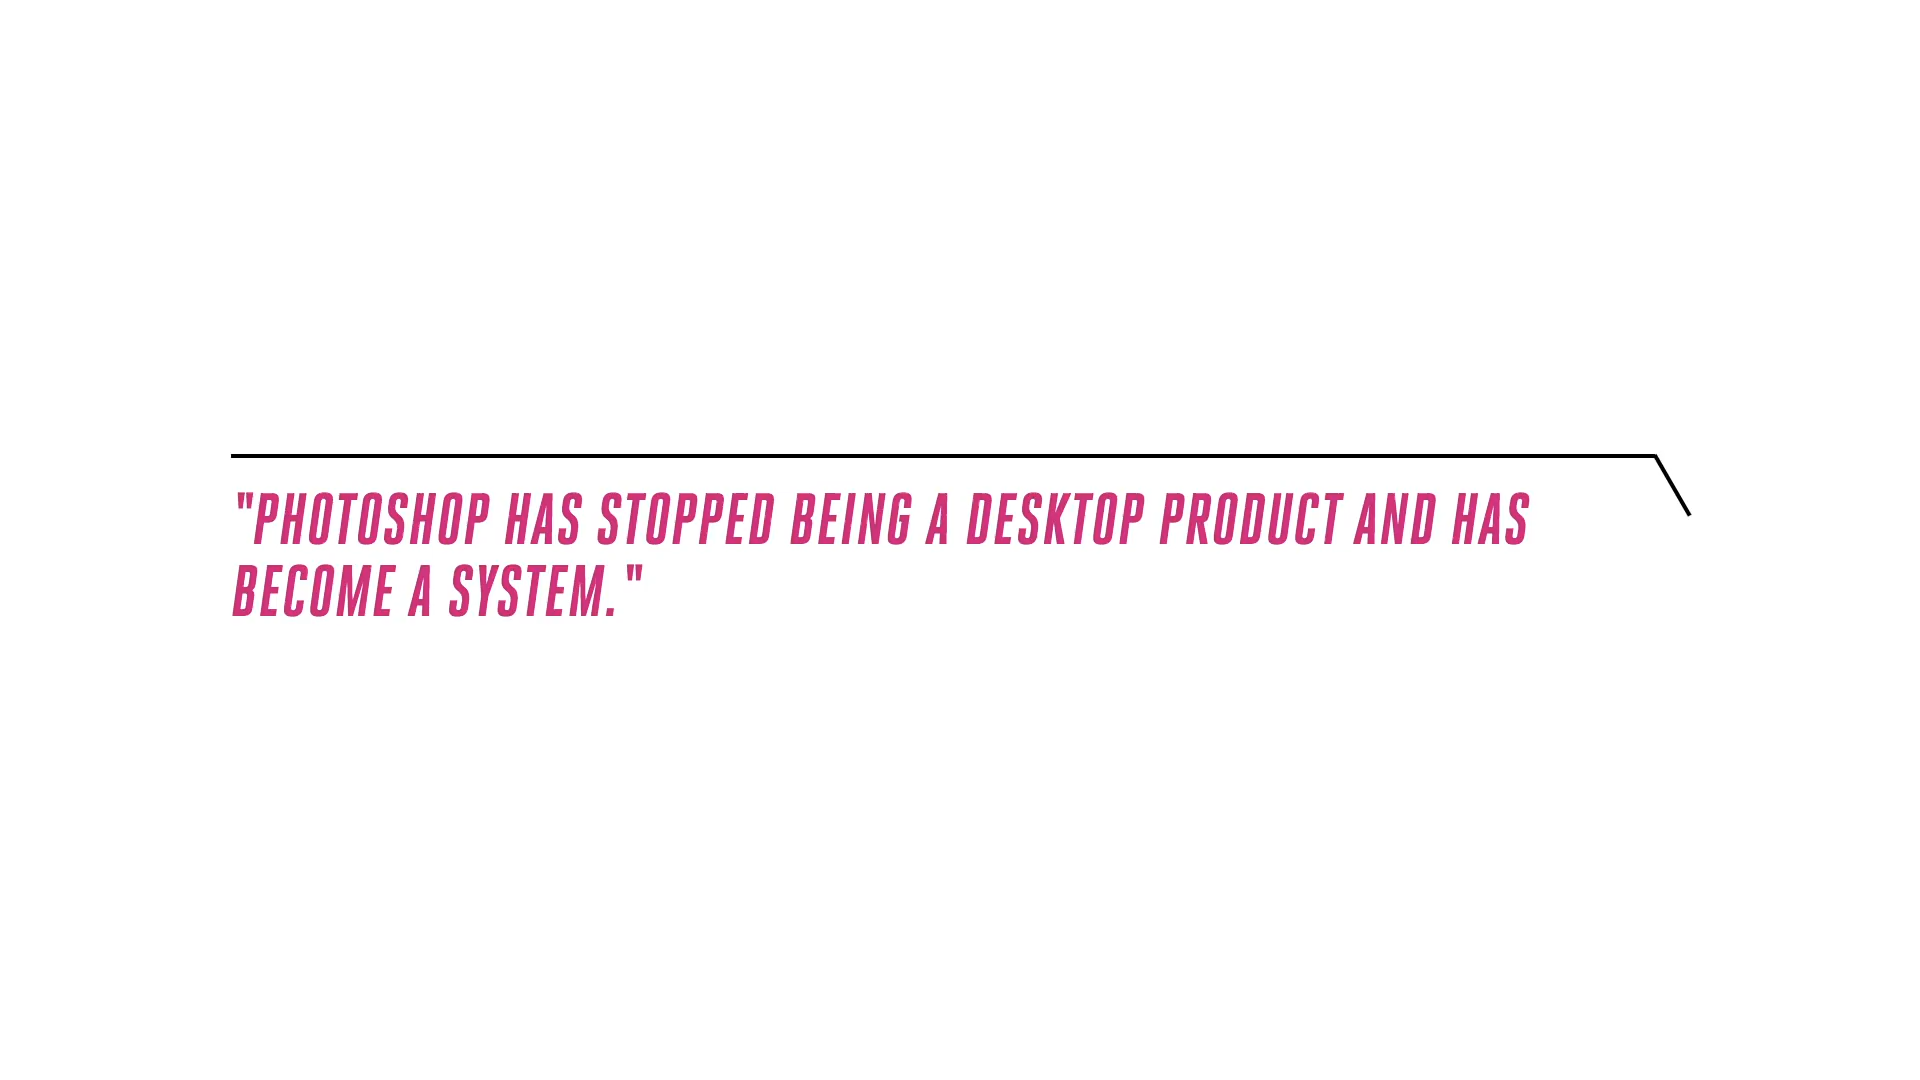 "PHOTOSHOP HAS STOPPED BEING A DESKTOP PRODUCT AND HAS
BECOME A SYSTEM."